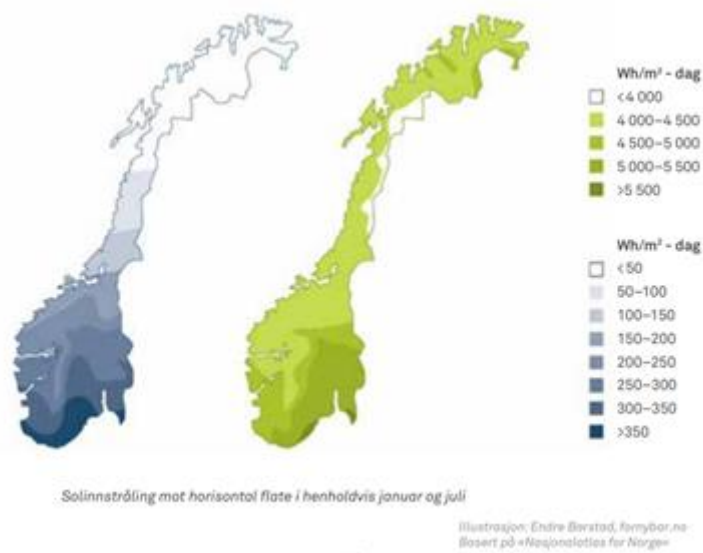 Wh/m² - dag
<4 000
4 000–4 500
4 500–5 000
5 000–5 500
>5 500
Wh/m² - dag
<50
50–100
100–150
150–200
200–250
250–300
300–350
>350
Solinnstråling mot horisontal flate i henholdvis januar og juli
Illustrasjon: Endre Barstad, fornybar.no
Basert på «Nasjonalatlas for Norge»